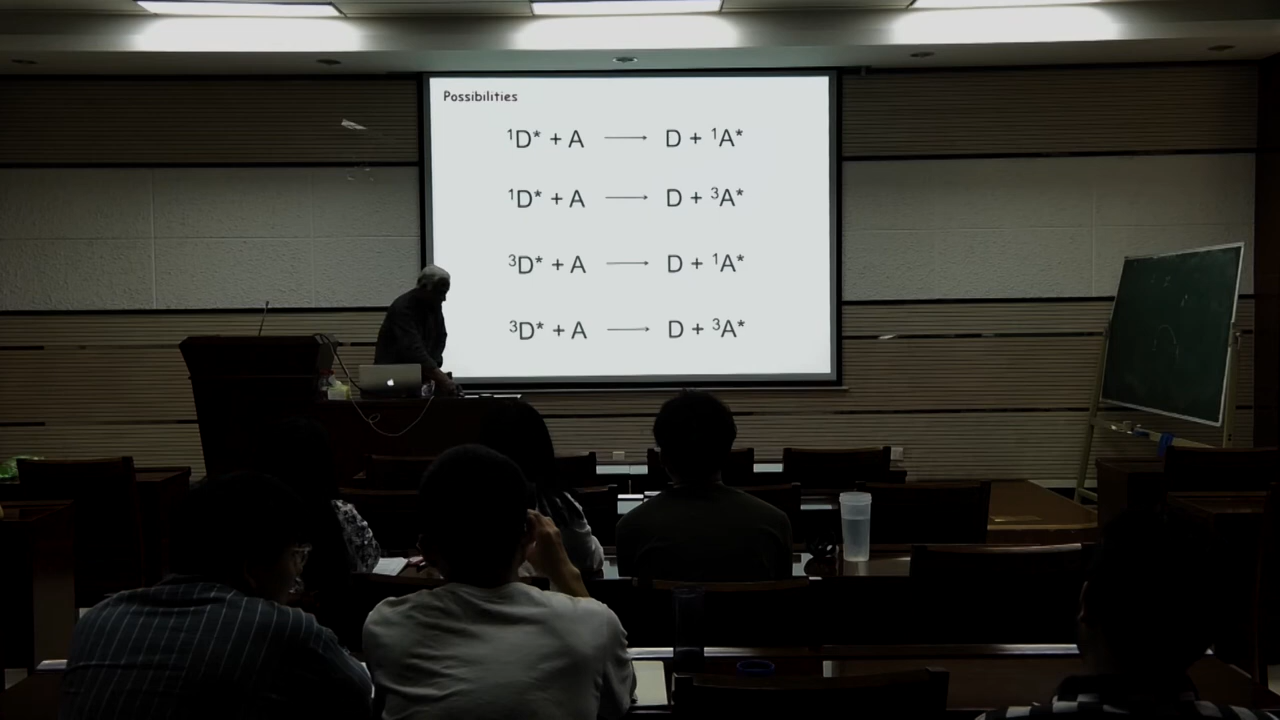 Possibilities
¹D* + A ⟶ D + ¹A*
¹D* + A ⟶ D + ³A*
³D* + A ⟶ D + ¹A*
³D* + A ⟶ D + ³A*